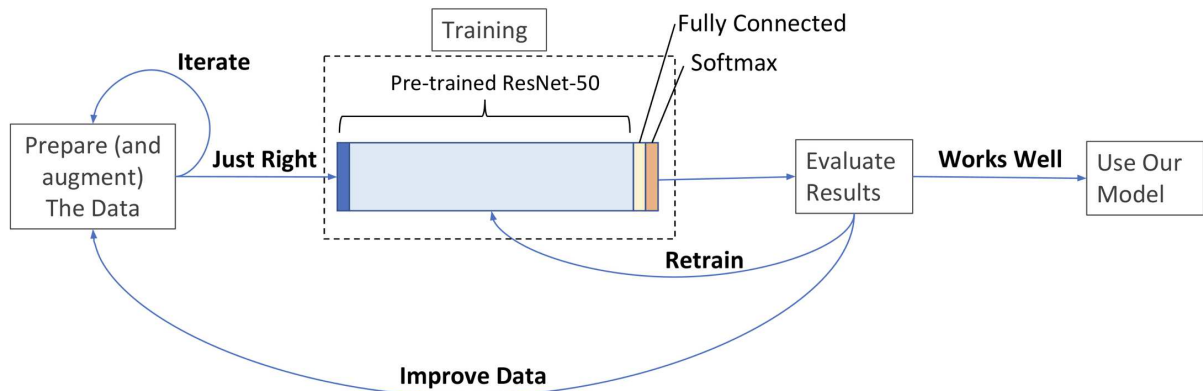 Training
Fully Connected
Softmax
Iterate
Pre-trained ResNet-50
Prepare (and
augment)
The Data
Just Right
Evaluate
Results
Works Well
Use Our
Model
Retrain
Improve Data